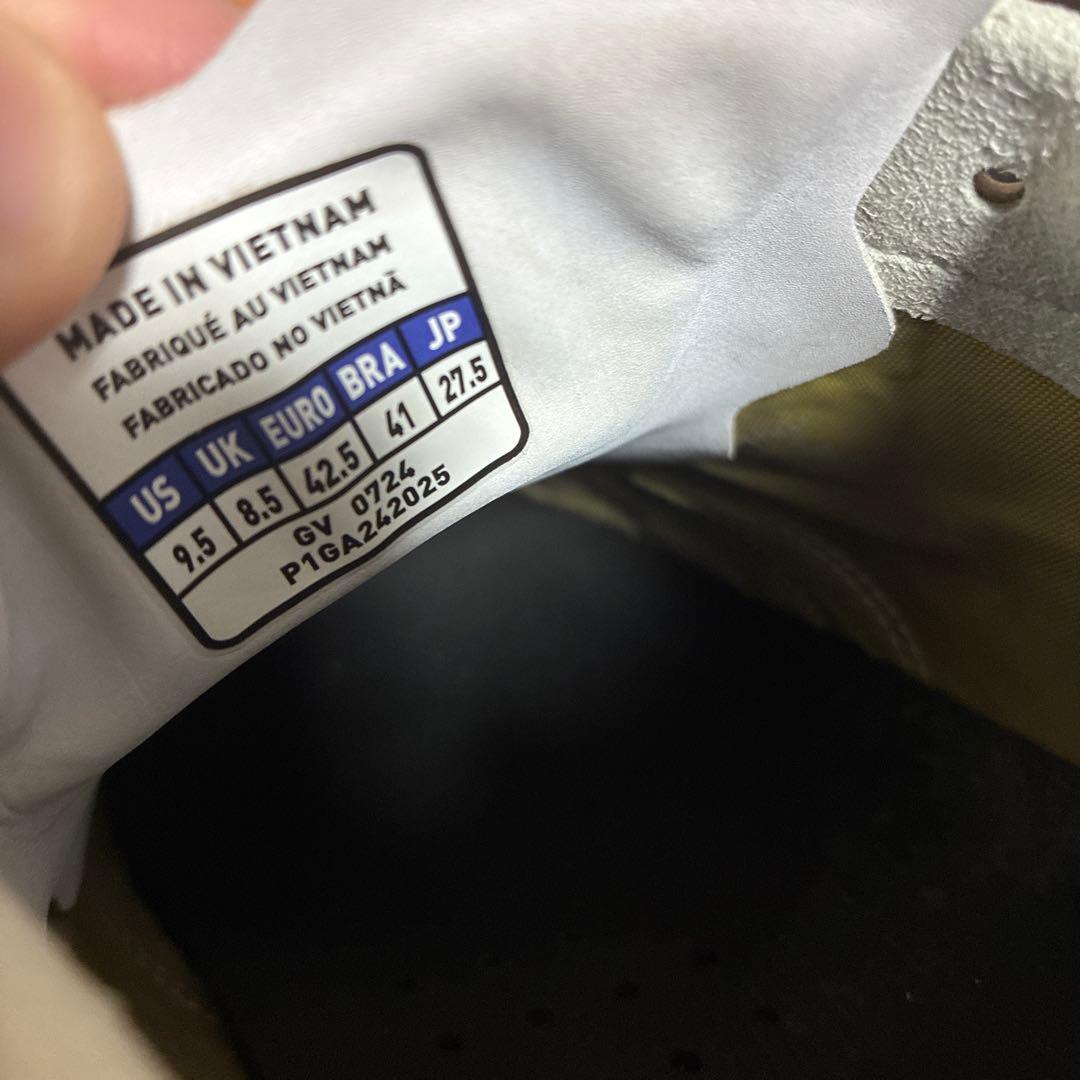 MADE IN VIETNAM
FABRIQUÉ AU VIETNAM
FABRICADO NO VIETNÃ
US UK EURO BRA JP
9.5 8.5 42.5 41 27.5
GV 0724
P1GA242025